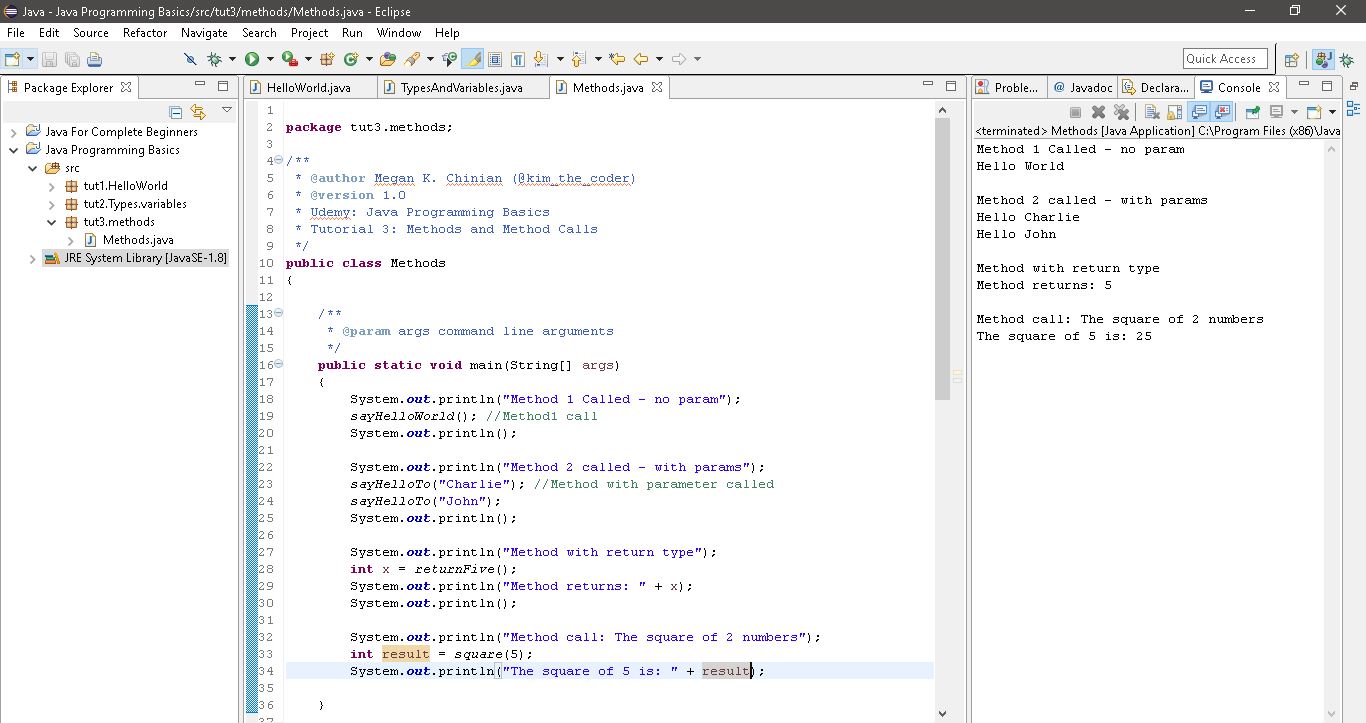 Java - Java Programming Basics/src/tut3/methods/Methods.java - Eclipse
File Edit Source Refactor Navigate Search Project Run Window Help
Quick Access
Package Explorer
Java For Complete Beginners
Java Programming Basics
src
tut1.HelloWorld
tut2.Types.variables
tut3.methods
Methods.java
JRE System Library [JavaSE-1.8]
HelloWorld.java TypesAndVariables.java Methods.java
1
2 package tut3.methods;
3
4 /**
5 * @author Megan K. Chinian (@kim_the_coder)
6 * @version 1.0
7 * Udemy: Java Programming Basics
8 * Tutorial 3: Methods and Method Calls
9 */
10 public class Methods
11 {
12
13 /**
14 * @param args command line arguments
15 */
16 public static void main(String[] args)
17 {
18 System.out.println("Method 1 Called - no param");
19 sayHelloWorld(); //Method1 call
20 System.out.println();
21
22 System.out.println("Method 2 called - with params");
23 sayHelloTo("Charlie"); //Method with parameter called
24 sayHelloTo("John");
25 System.out.println();
26
27 System.out.println("Method with return type");
28 int x = returnFive();
29 System.out.println("Method returns: " + x);
30 System.out.println();
31
32 System.out.println("Method call: The square of 2 numbers");
33 int result = square(5);
34 System.out.println("The square of 5 is: " + result);
35
36 }
37
Proble... @ Javadoc Declara... Console
<terminated> Methods [Java Application] C:\Program Files (x86)\Java
Method 1 Called - no param
Hello World
Method 2 called - with params
Hello Charlie
Hello John
Method with return type
Method returns: 5
Method call: The square of 2 numbers
The square of 5 is: 25